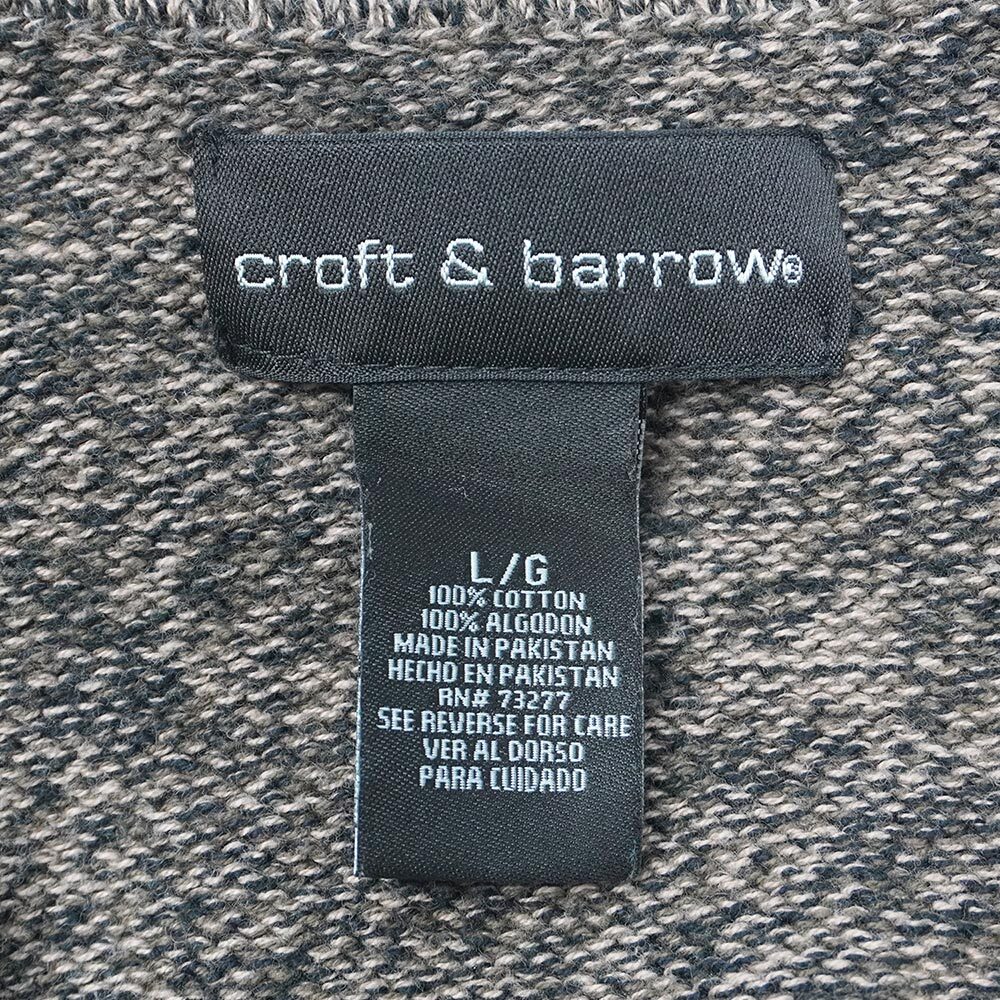 croft & barrow®
L/G
100% COTTON
100% ALGODON
MADE IN PAKISTAN
HECHO EN PAKISTAN
RN# 73277
SEE REVERSE FOR CARE
VER AL DORSO
PARA CUIDADO